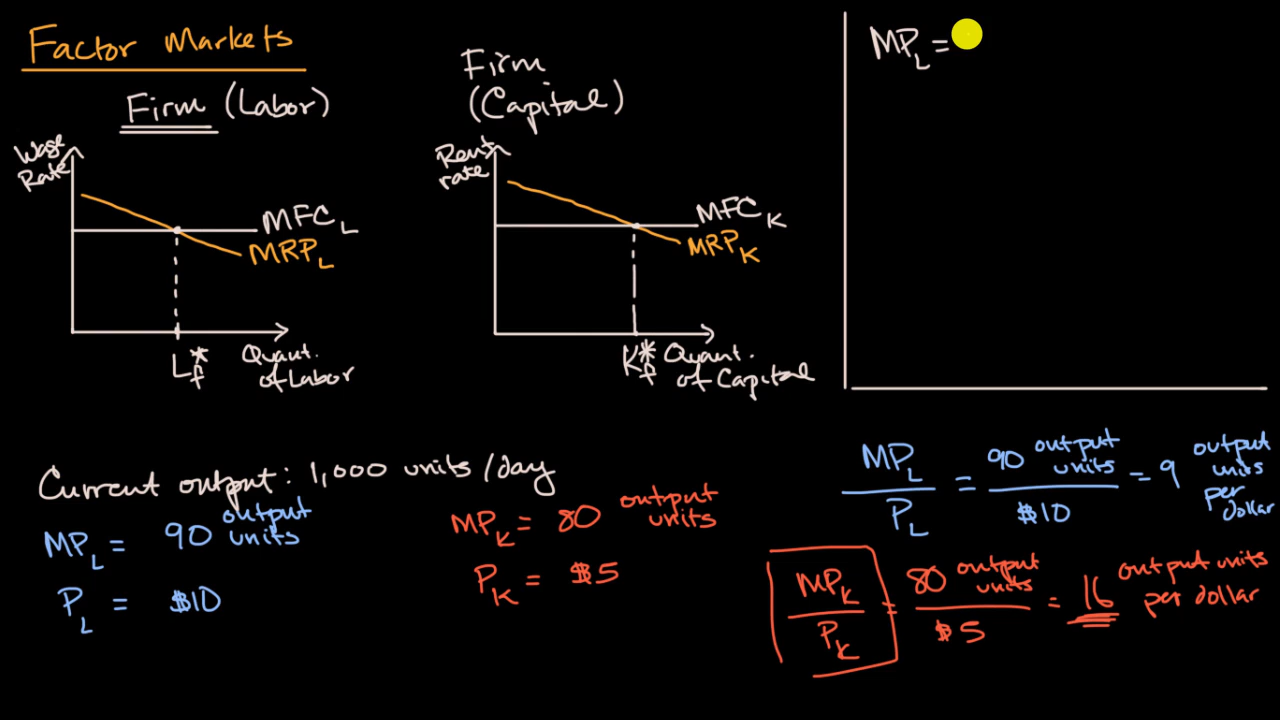 Factor Markets
Firm (Labor)
Wage
Rate
MFC_L
MRP_L
L*_f
Quant.
of Labor
Firm
(Capital)
Rent
rate
MFC_K
MRP_K
K*_f
Quant.
of Capital
MP_L =
Current output: 1,000 units/day
MP_L = 90 output units
P_L = $10
MP_K = 80 output units
P_K = $5
MP_L / P_L = 90 output units / $10 = 9 output units per dollar
MP_K / P_K = 80 output units / $5 = 16 output units per dollar